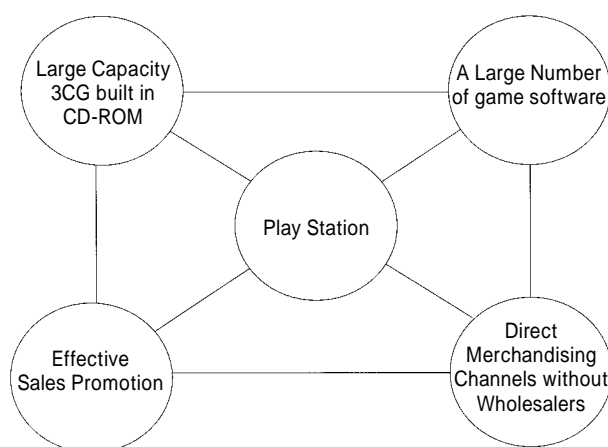 Large Capacity
3CG built in
CD-ROM
A Large Number
of game software
Play Station
Effective
Sales Promotion
Direct
Merchandising
Channels without
Wholesalers